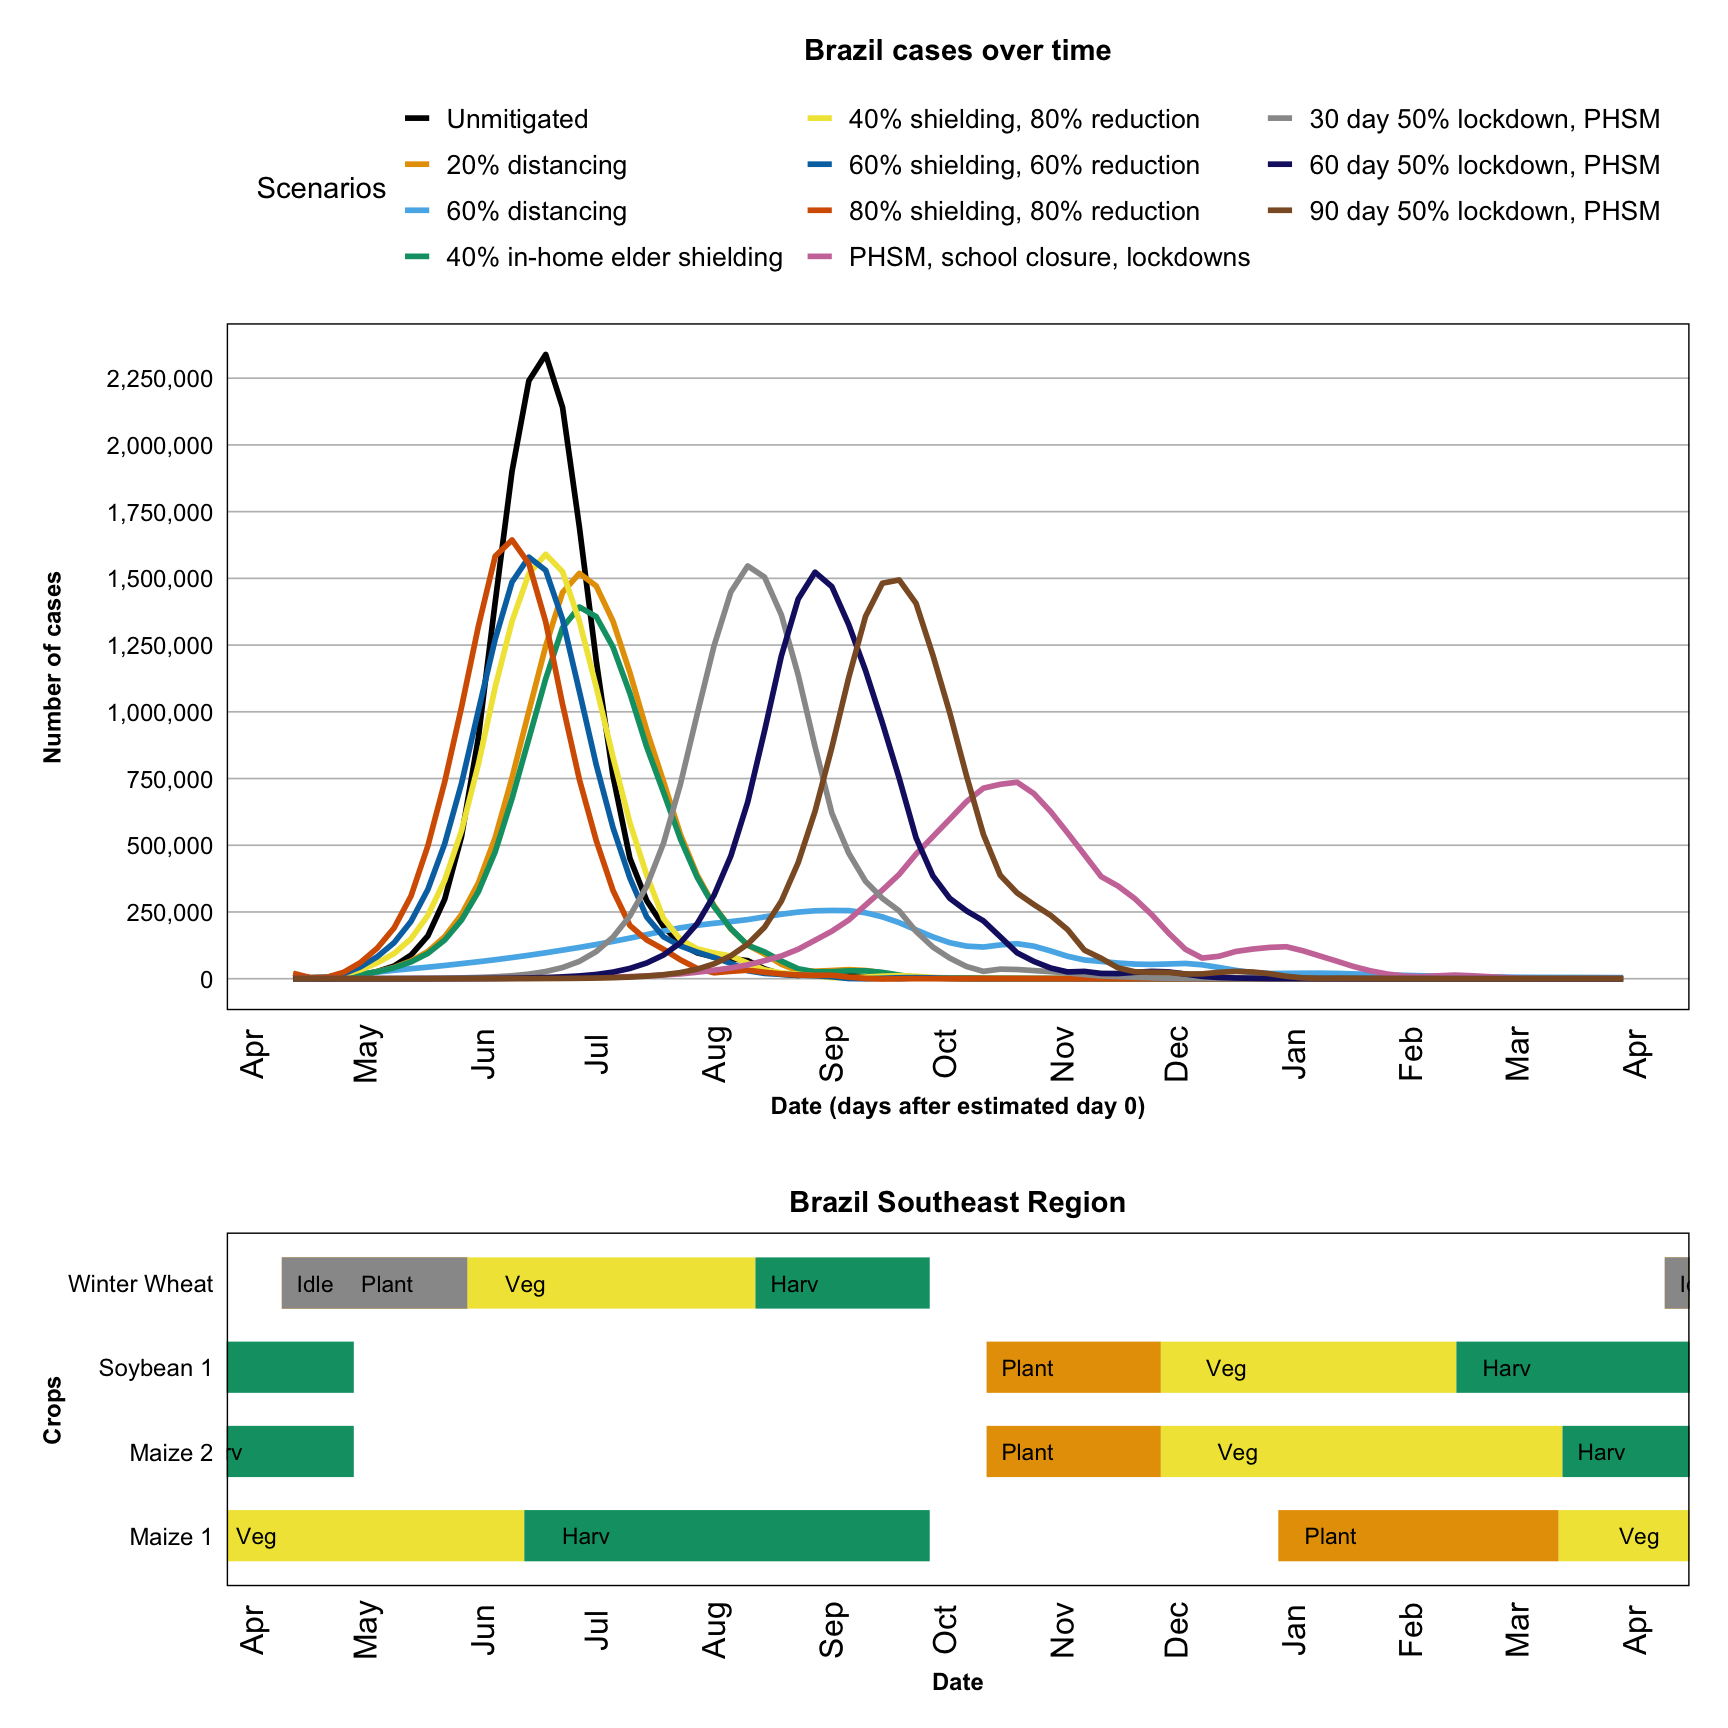 Brazil cases over time
Scenarios
Unmitigated
20% distancing
60% distancing
40% in-home elder shielding
40% shielding, 80% reduction
60% shielding, 60% reduction
80% shielding, 80% reduction
PHSM, school closure, lockdowns
30 day 50% lockdown, PHSM
60 day 50% lockdown, PHSM
90 day 50% lockdown, PHSM
Number of cases
2,250,000
2,000,000
1,750,000
1,500,000
1,250,000
1,000,000
750,000
500,000
250,000
0
Apr May Jun Jul Aug Sep Oct Nov Dec Jan Feb Mar Apr
Date (days after estimated day 0)
Brazil Southeast Region
Crops
Winter Wheat Idle Plant Veg Harv
Soybean 1 Plant Veg Harv
Maize 2 rv Plant Veg Harv
Maize 1 Veg Harv Plant Veg
Apr May Jun Jul Aug Sep Oct Nov Dec Jan Feb Mar Apr
Date